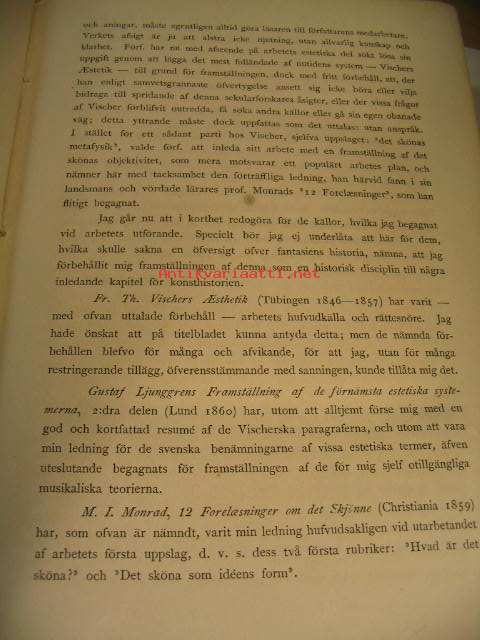 och aningar, måste egentligen alltid göra läsaren till författarens medarbetare.
Verkets afsigt är ju att alstra icke njutning, utan allvarlig kunskap och
klarhet. Förf. har nu med afseende på arbetets estetiska del sökt lösa sin
uppgift genom att lägga det mest fulländade af nutidens system — Vischers
Æstetik — till grund för framställningen, dock med fritt förbehåll, att, der
han enligt samvetsgrannaste öfvertygelse ansett sig icke böra eller vilja
bidraga till spridande af denna sekularforskares åsigter, eller der vissa frågor
af Vischer förblifvit outredda, få söka andra källor eller gå sin egen obanade
väg; detta yttrande måste dock uppfattas som det uttalas: utan anspråk.
I stället för ett sådant parti hos Vischer, sjelfva uppslaget: "det skönas
metafysik", valde förf. att inleda sitt arbete med en framställning af det
skönas objektivitet, som mera motsvarar ett populärt arbetes plan, och
nämner här med tacksamhet den förträffliga ledning, han härvid fann i sin
landsmans och vördade lärares prof. Monrads "12 Forelæsninger", som han
flitigt begagnat.
Jag går nu att i korthet redogöra för de källor, hvilka jag begagnat
vid arbetets utförande. Specielt bör jag ej underlåta att här för dem,
hvilka skulle sakna en öfversigt öfver fantasiens historia, nämna, att jag
förbehållit mig framställningen af denna som en historisk disciplin till några
inledande kapitel för konsthistorien.
Antikvariaatti.net
Fr. Th. Vischers Æsthetik (Tübingen 1846—1857) har varit —
med ofvan uttalade förbehåll — arbetets hufvudkälla och rättesnöre. Jag
hade önskat att på titelbladet kunna antyda detta; men de nämnda för-
behållen blefvo för många och afvikande, för att jag, utan för många
restringerande tillägg, öfverensstämmande med sanningen, kunde tillåta mig det.
Gustaf Ljunggrens Framställning af de förnämsta estetiska syste-
merna, 2:dra delen (Lund 1860) har, utom att alltjemt förse mig med en
god och kortfattad resumé af de Vischerska paragraferna, och utom att vara
min ledning för de svenska benämningarne af vissa estetiska termer, äfven
uteslutande begagnats för framställningen af de för mig sjelf otillgängliga
musikaliska teorierna.
M. I. Monrad, 12 Forelæsninger om det Skjönne (Christiania 1859)
har, som ofvan är nämndt, varit min ledning hufvudsakligen vid utarbetandet
af arbetets första uppslag, d. v. s. dess två första rubriker: "Hvad är det
sköna?" och "Det sköna som idéens form".